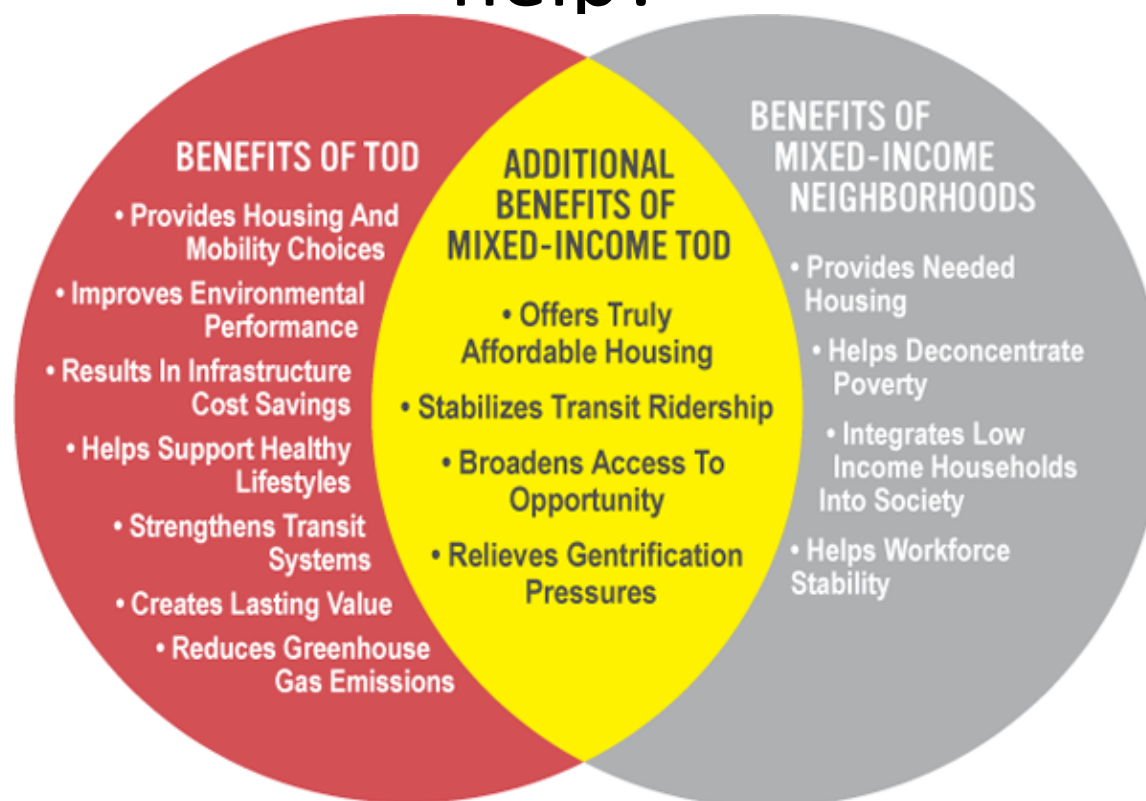 help?
BENEFITS OF TOD
• Provides Housing And
Mobility Choices
• Improves Environmental
Performance
• Results In Infrastructure
Cost Savings
• Helps Support Healthy
Lifestyles
• Strengthens Transit
Systems
• Creates Lasting Value
• Reduces Greenhouse
Gas Emissions
ADDITIONAL
BENEFITS OF
MIXED-INCOME TOD
• Offers Truly
Affordable Housing
• Stabilizes Transit Ridership
• Broadens Access To
Opportunity
• Relieves Gentrification
Pressures
BENEFITS OF
MIXED-INCOME
NEIGHBORHOODS
• Provides Needed
Housing
• Helps Deconcentrate
Poverty
• Integrates Low
Income Households
Into Society
• Helps Workforce
Stability